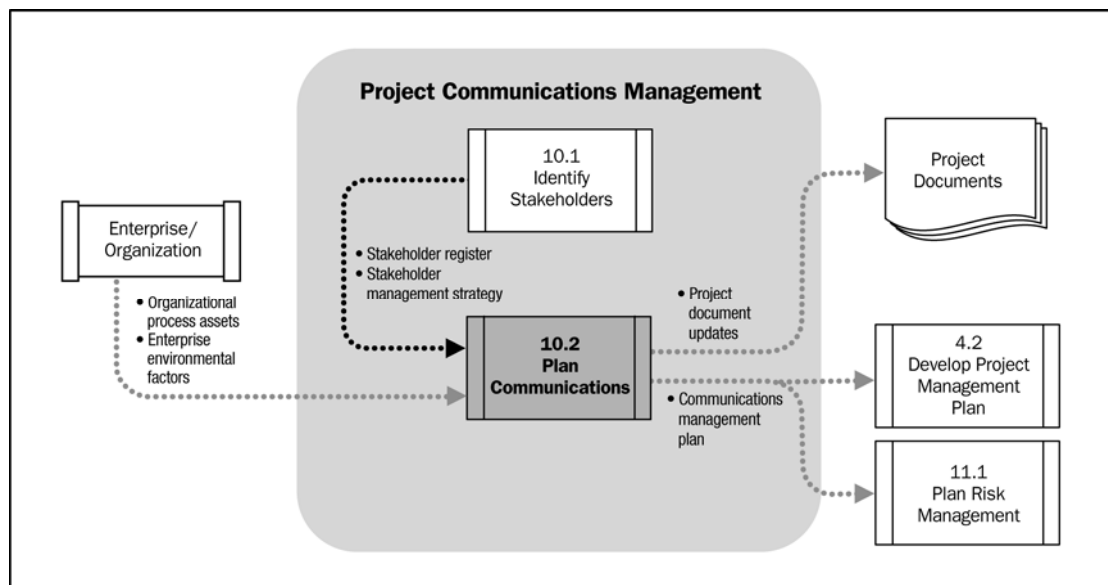 Project Communications Management
10.1
Identify
Stakeholders
Project
Documents
Enterprise/
Organization
• Stakeholder register
• Stakeholder
management strategy
• Organizational
process assets
• Enterprise
environmental
factors
• Project
document
updates
10.2
Plan
Communications
4.2
Develop Project
Management
Plan
• Communications
management
plan
11.1
Plan Risk
Management